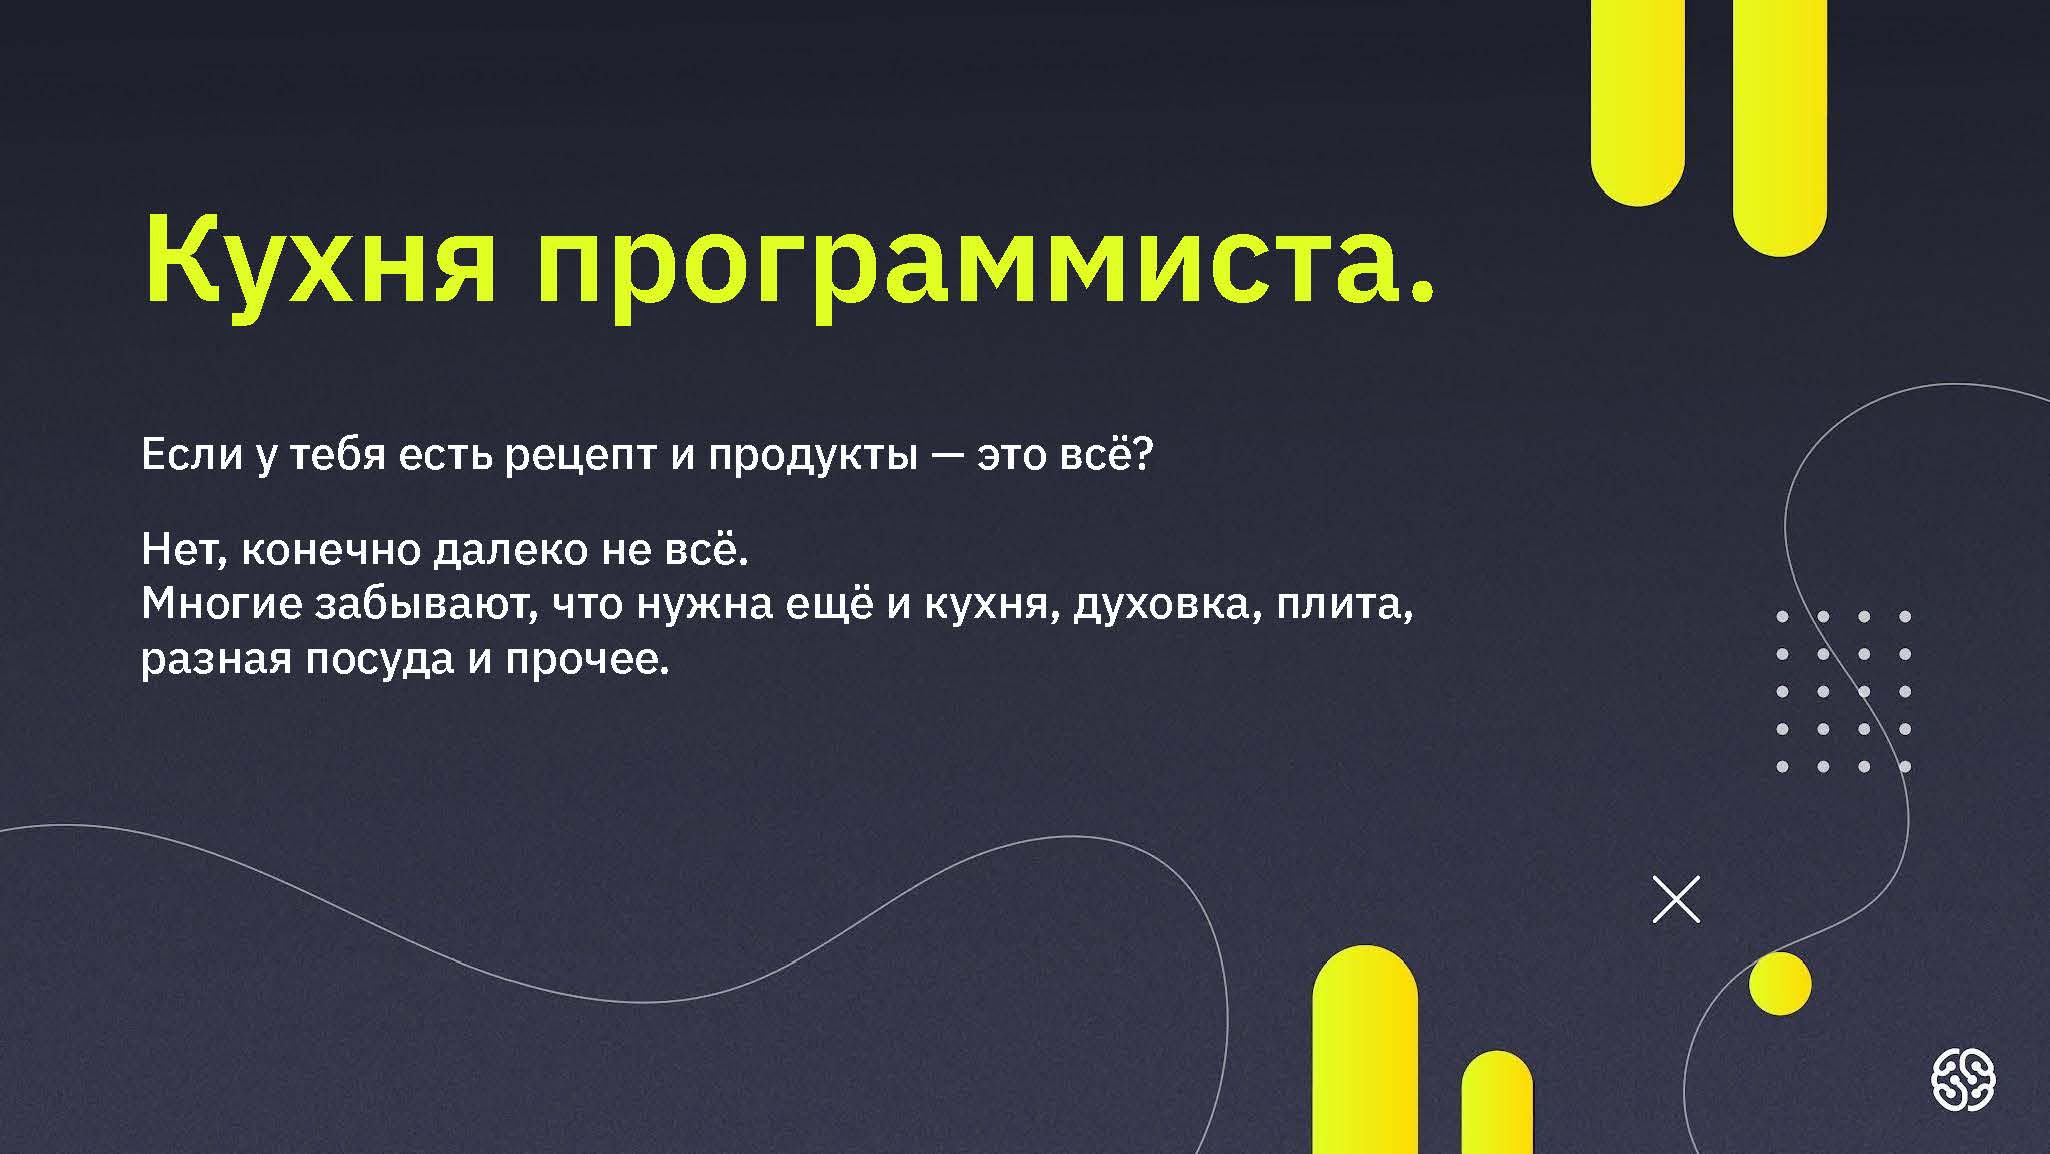 Кухня программиста.
Если у тебя есть рецепт и продукты — это всё?
Нет, конечно далеко не всё.
Многие забывают, что нужна ещё и кухня, духовка, плита,
разная посуда и прочее.